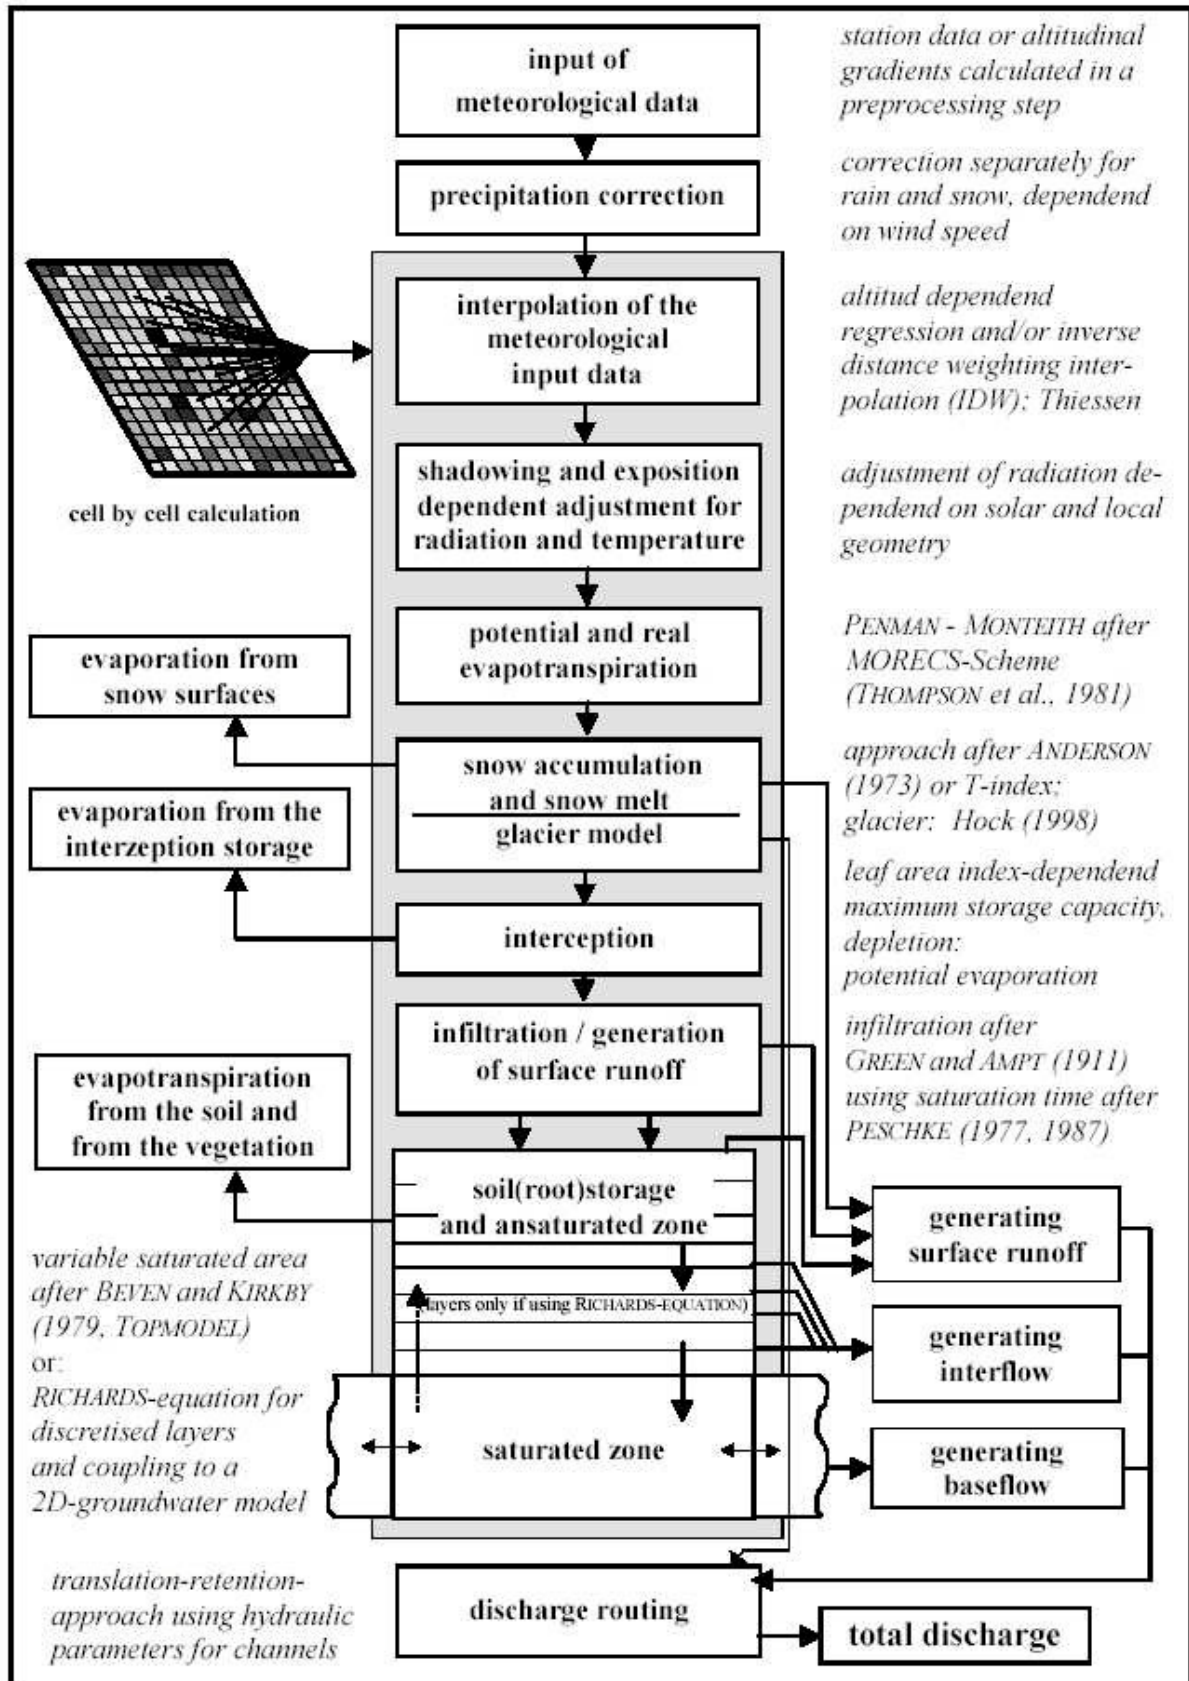 input of
meteorological data
station data or altitudinal
gradients calculated in a
preprocessing step
precipitation correction
correction separately for
rain and snow, dependend
on wind speed
interpolation of the
meteorological
input data
altitud dependend
regression and/or inverse
distance weighting inter-
polation (IDW); Thiessen
cell by cell calculation
shadowing and exposition
dependent adjustment for
radiation and temperature
adjustment of radiation de-
pendend on solar and local
geometry
potential and real
evapotranspiration
PENMAN - MONTEITH after
MORECS-Scheme
(THOMPSON et al., 1981)
evaporation from
snow surfaces
snow accumulation
and snow melt
glacier model
approach after ANDERSON
(1973) or T-index;
glacier: Hock (1998)
evaporation from the
interzeption storage
interception
leaf area index-dependend
maximum storage capacity,
depletion:
potential evaporation
infiltration / generation
of surface runoff
infiltration after
GREEN and AMPT (1911)
using saturation time after
PESCHKE (1977, 1987)
evapotranspiration
from the soil and
from the vegetation
soil(root)storage
and ansaturated zone
generating
surface runoff
variable saturated area
after BEVEN and KIRKBY
(1979, TOPMODEL)
or:
RICHARDS-equation for
discretised layers
and coupling to a
2D-groundwater model
(layers only if using RICHARDS-EQUATION)
generating
interflow
saturated zone
generating
baseflow
translation-retention-
approach using hydraulic
parameters for channels
discharge routing
total discharge